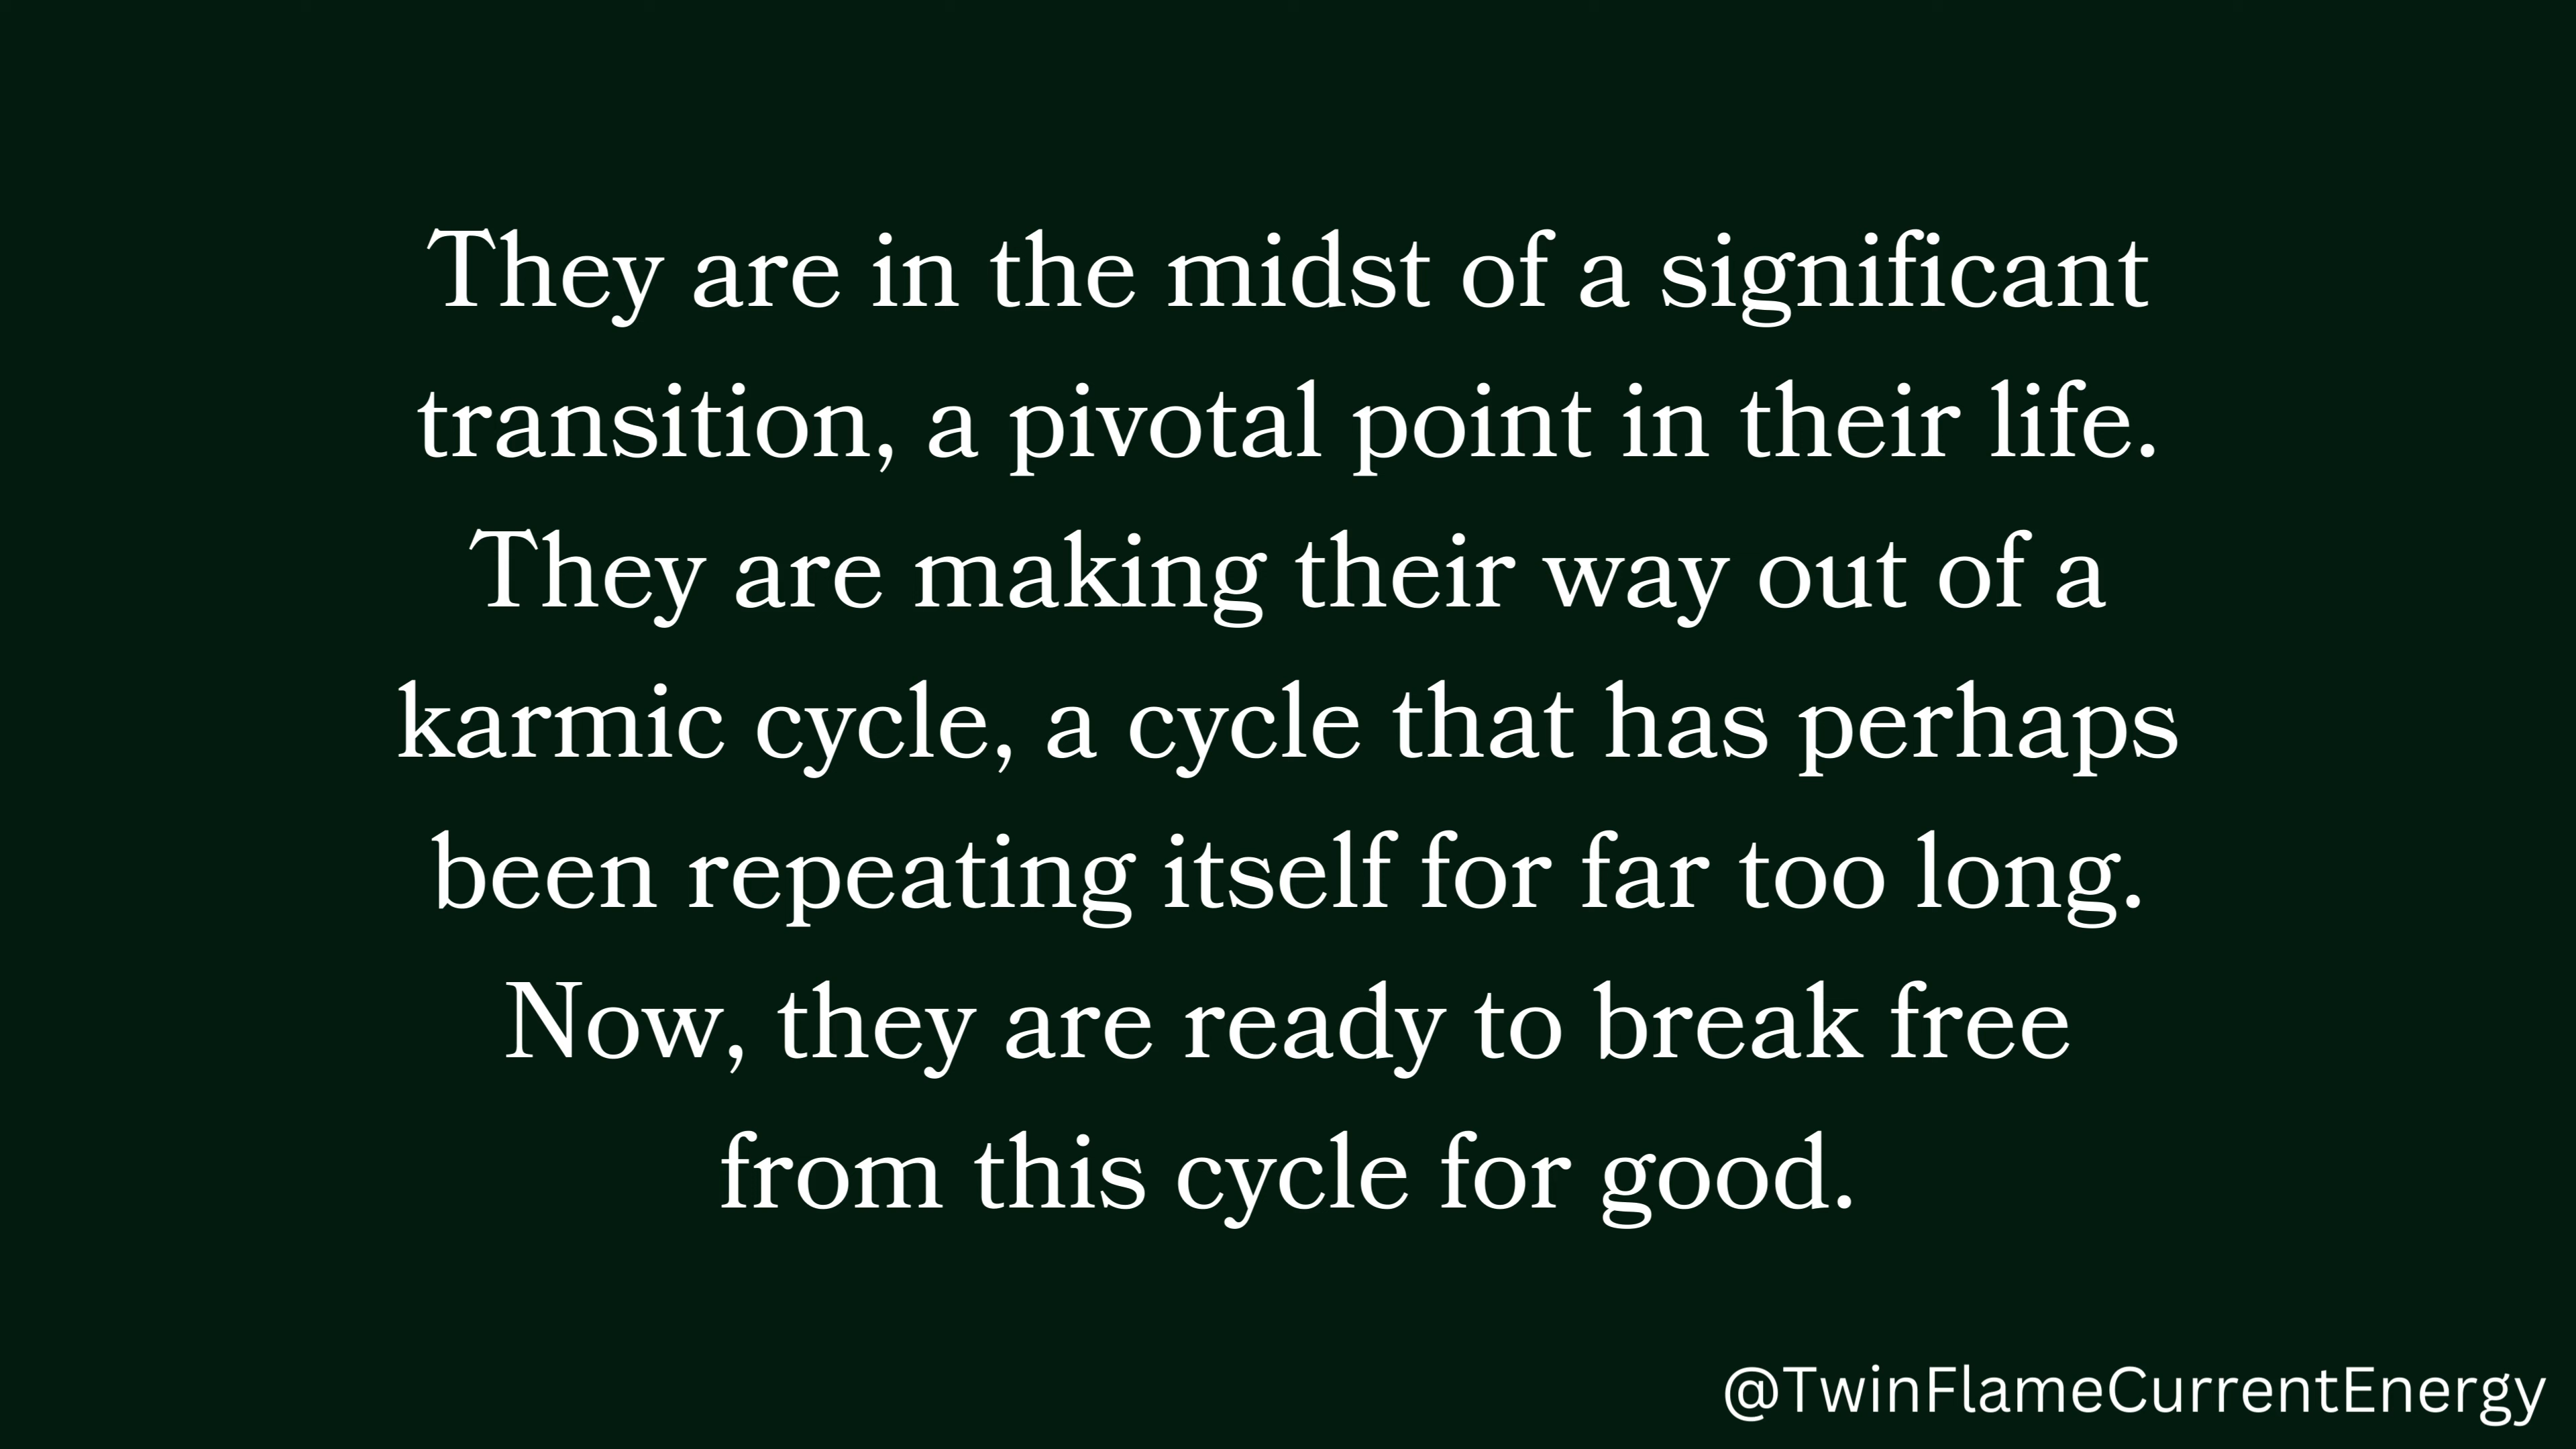 They are in the midst of a significant
transition, a pivotal point in their life.
They are making their way out of a
karmic cycle, a cycle that has perhaps
been repeating itself for far too long.
Now, they are ready to break free
from this cycle for good.
@TwinFlameCurrentEnergy